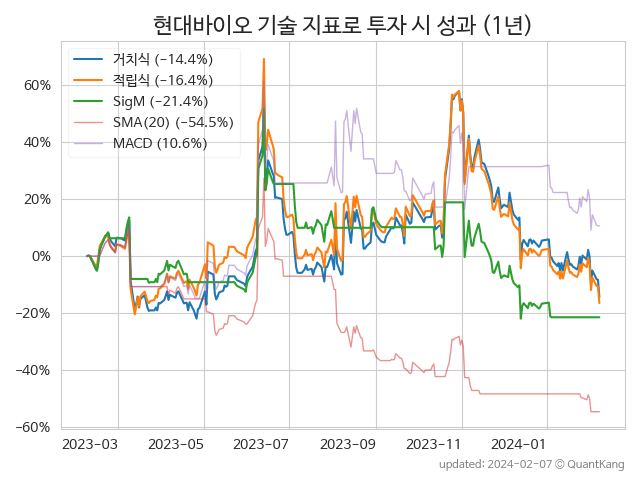 현대바이오 기술 지표로 투자 시 성과 (1년)
거치식 (−14.4%)
적립식 (−16.4%)
SigM (−21.4%)
SMA(20) (−54.5%)
MACD (10.6%)
60%
40%
20%
0%
−20%
−40%
−60%
2023-03 2023-05 2023-07 2023-09 2023-11 2024-01
updated: 2024-02-07 © QuantKang